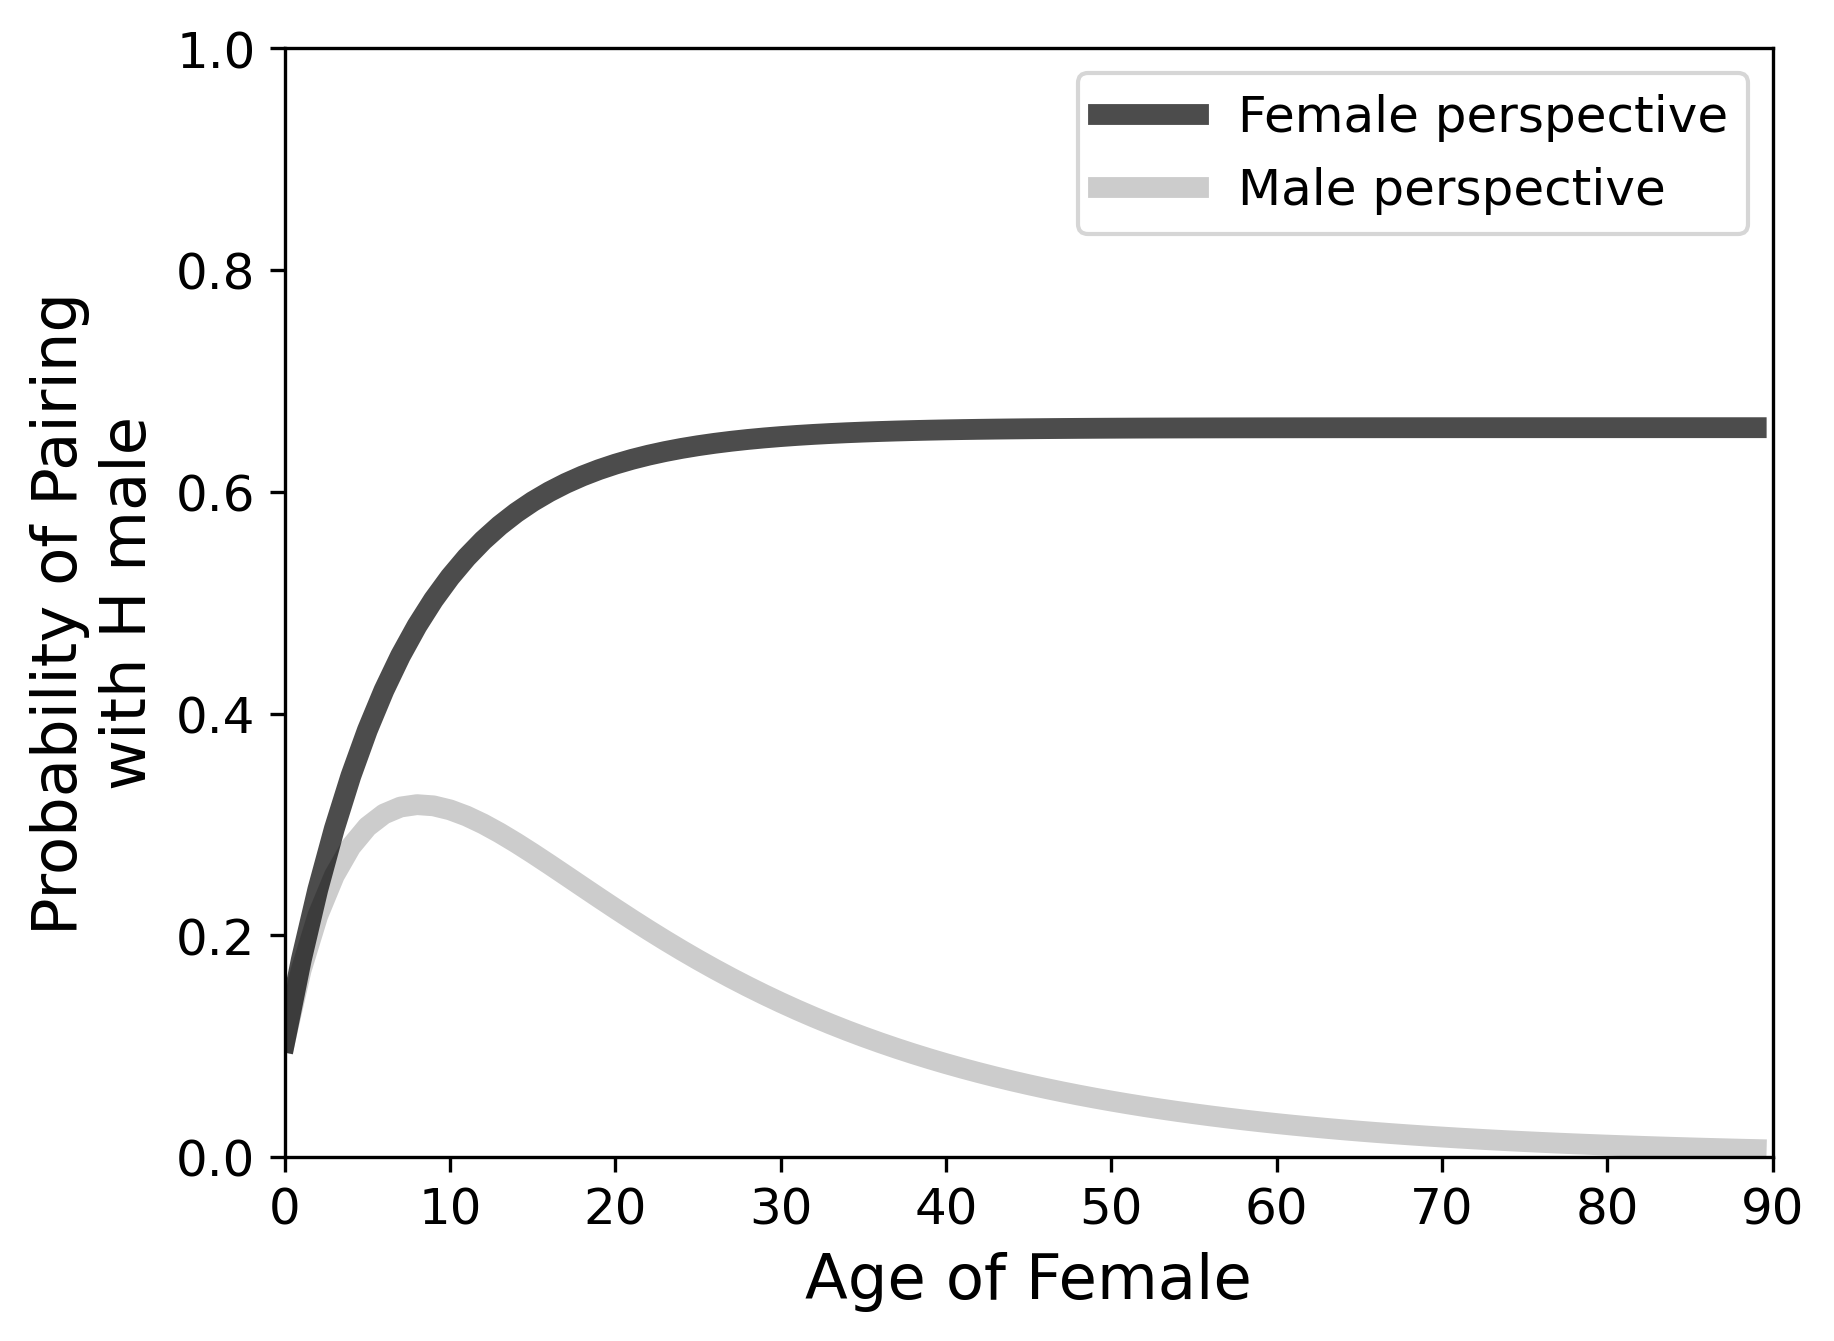 Probability of Pairing
with H male
1.0
0.8
0.6
0.4
0.2
0.0
Female perspective
Male perspective
0 10 20 30 40 50 60 70 80 90
Age of Female